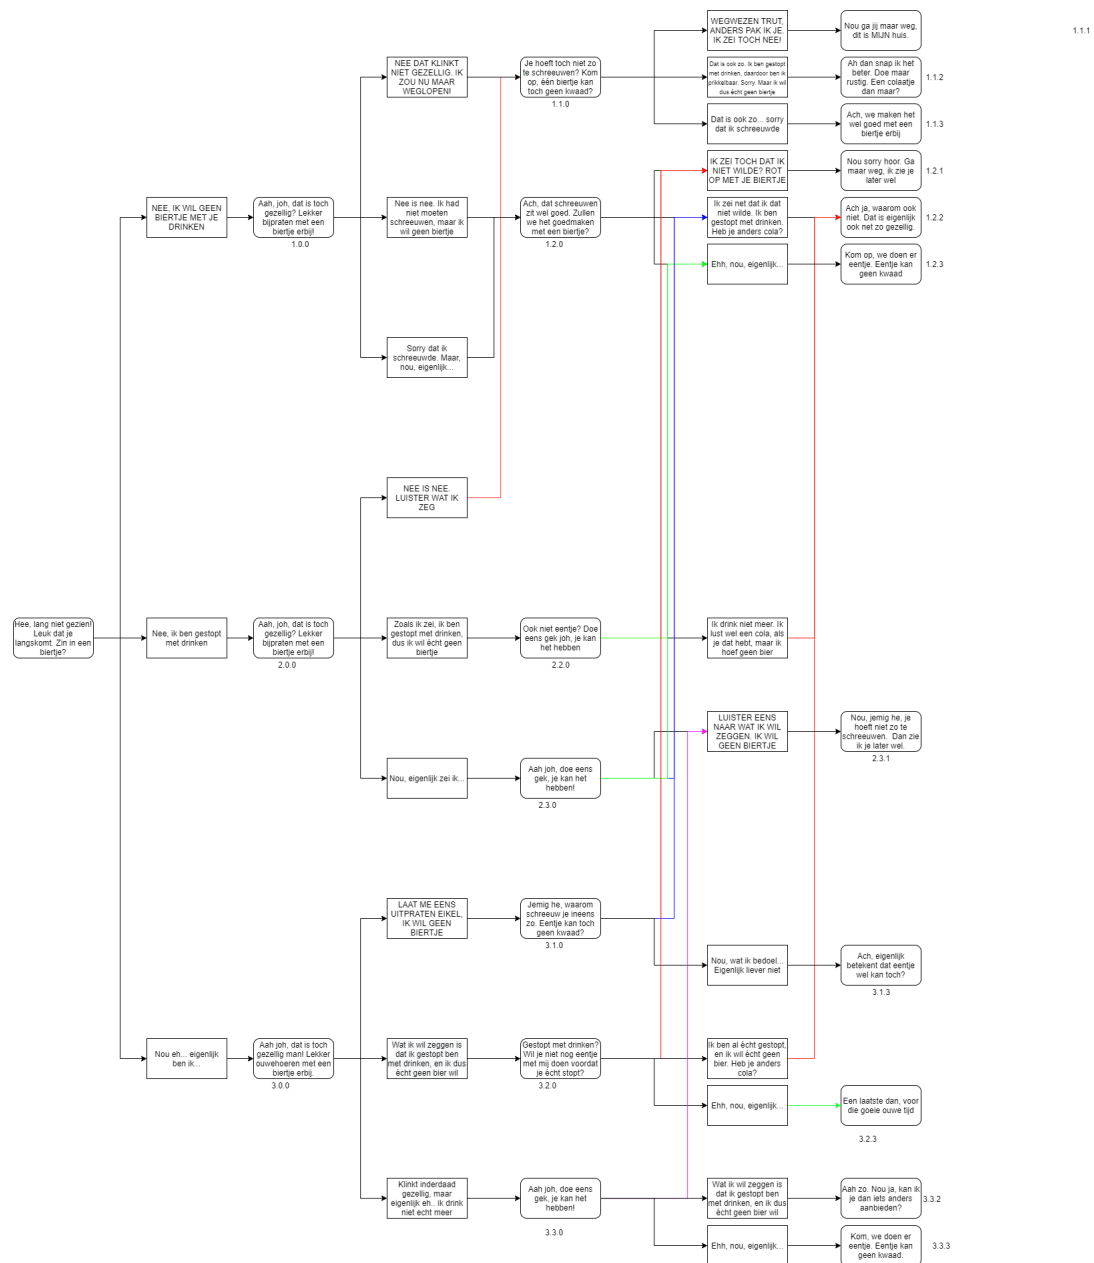 WEGWEZEN TRUT,
ANDERS PAK IK JE.
IK ZEI TOCH NEE!
Nou ga jij maar weg,
dit is MIJN huis.
1.1.1
NEE DAT KLINKT
NIET GEZELLIG. IK
ZOU NU MAAR
WEGLOPEN!
Je hoeft toch niet zo
te schreeuwen? Kom
op, één biertje kan
toch geen kwaad?
1.1.0
Dat is ook zo. Ik ben gestopt
met drinken, daardoor ben ik
prikkelbaar. Sorry. Maar ik wil
dus écht geen biertje
Ah dan snap ik het
beter. Doe maar
rustig. Een colaatje
dan maar?
1.1.2
Dat is ook zo... sorry
dat ik schreeuwde
Ach, we maken het
wel goed met een
biertje erbij
1.1.3
IK ZEI TOCH DAT IK
NIET WILDE? ROT
OP MET JE BIERTJE
Nou sorry hoor. Ga
maar weg, ik zie je
later wel
1.2.1
NEE, IK WIL GEEN
BIERTJE MET JE
DRINKEN
Aah, joh, dat is toch
gezellig? Lekker
bijpraten met een
biertje erbij!
1.0.0
Nee is nee. Ik had
niet moeten
schreeuwen, maar ik
wil geen biertje
Ach, dat schreeuwen
zit wel goed. Zullen
we het goedmaken
met een biertje?
1.2.0
Ik zei net dat ik dat
niet wilde. Ik ben
gestopt met drinken.
Heb je anders cola?
Ach ja, waarom ook
niet. Dat is eigenlijk
ook net zo gezellig.
1.2.2
Ehh, nou, eigenlijk...
Kom op, we doen er
eentje. Eentje kan
geen kwaad
1.2.3
Sorry dat ik
schreeuwde. Maar,
nou, eigenlijk...
NEE IS NEE.
LUISTER WAT IK
ZEG
Hee, lang niet gezien!
Leuk dat je
langskomt. Zin in een
biertje?
Nee, ik ben gestopt
met drinken
Aah, joh, dat is toch
gezellig? Lekker
bijpraten met een
biertje erbij!
2.0.0
Zoals ik zei, ik ben
gestopt met drinken,
dus ik wil écht geen
biertje
Ook niet eentje? Doe
eens gek joh, je kan
het hebben
2.2.0
Ik drink niet meer. Ik
lust wel een cola, als
je dat hebt, maar ik
hoef geen bier
LUISTER EENS
NAAR WAT IK WIL
ZEGGEN. IK WIL
GEEN BIERTJE
Nou, jemig he, je
hoeft niet zo te
schreeuwen. Dan zie
ik je later wel.
2.3.1
Nou, eigenlijk zei ik...
Aah joh, doe eens
gek, je kan het
hebben!
2.3.0
LAAT ME EENS
UITPRATEN EIKEL,
IK WIL GEEN
BIERTJE
Jemig he, waarom
schreeuw je ineens
zo. Eentje kan toch
geen kwaad?
3.1.0
Nou, wat ik bedoel...
Eigenlijk liever niet
Ach, eigenlijk
betekent dat eentje
wel kan toch?
3.1.3
Nou eh... eigenlijk
ben ik...
Aah joh, dat is toch
gezellig man! Lekker
ouwehoeren met een
biertje erbij.
3.0.0
Wat ik wil zeggen is
dat ik gestopt ben
met drinken, en ik dus
écht geen bier wil
Gestopt met drinken?
Wil je niet nog eentje
met mij doen voordat
je écht stopt?
3.2.0
Ik ben al écht gestopt,
en ik wil écht geen
bier. Heb je anders
cola?
Ehh, nou, eigenlijk...
Een laatste dan, voor
die goeie ouwe tijd
3.2.3
Klinkt inderdaad
gezellig, maar
eigenlijk eh.. ik drink
niet echt meer
Aah joh, doe eens
gek, je kan het
hebben!
3.3.0
Wat ik wil zeggen is
dat ik gestopt ben
met drinken, en ik dus
écht geen bier wil
Aah zo. Nou ja, kan ik
je dan iets anders
aanbieden?
3.3.2
Ehh, nou, eigenlijk...
Kom, we doen er
eentje. Eentje kan
geen kwaad.
3.3.3